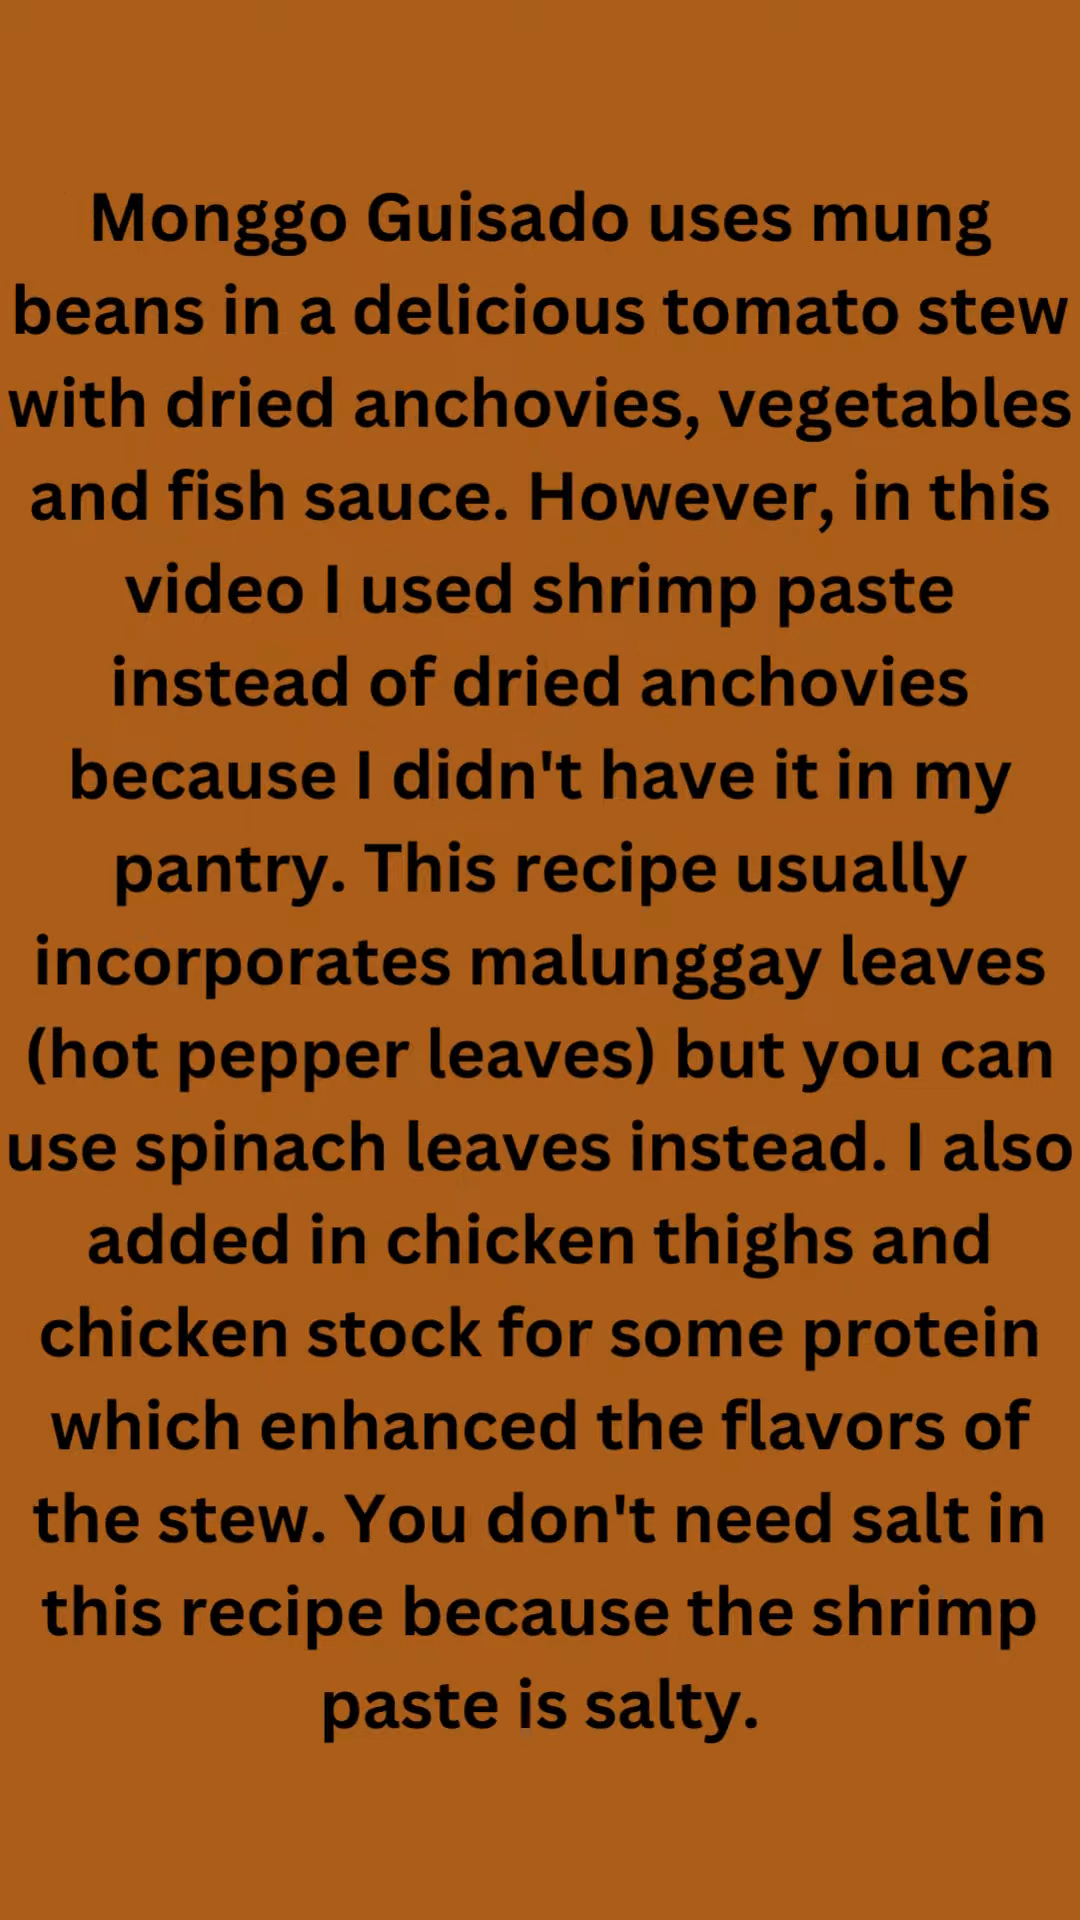 Monggo Guisado uses mung
beans in a delicious tomato stew
with dried anchovies, vegetables
and fish sauce. However, in this
video I used shrimp paste
instead of dried anchovies
because I didn't have it in my
pantry. This recipe usually
incorporates malunggay leaves
(hot pepper leaves) but you can
use spinach leaves instead. I also
added in chicken thighs and
chicken stock for some protein
which enhanced the flavors of
the stew. You don't need salt in
this recipe because the shrimp
paste is salty.